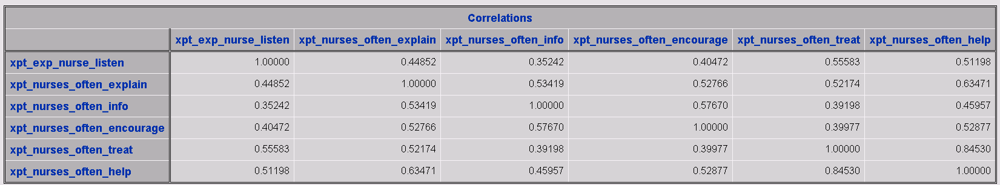 Correlations
xpt_exp_nurse_listen xpt_nurses_often_explain xpt_nurses_often_info xpt_nurses_often_encourage xpt_nurses_often_treat xpt_nurses_often_help
xpt_exp_nurse_listen 1.00000 0.44852 0.35242 0.40472 0.55583 0.51198
xpt_nurses_often_explain 0.44852 1.00000 0.53419 0.52766 0.52174 0.63471
xpt_nurses_often_info 0.35242 0.53419 1.00000 0.57670 0.39198 0.45957
xpt_nurses_often_encourage 0.40472 0.52766 0.57670 1.00000 0.39977 0.52877
xpt_nurses_often_treat 0.55583 0.52174 0.39198 0.39977 1.00000 0.84530
xpt_nurses_often_help 0.51198 0.63471 0.45957 0.52877 0.84530 1.00000